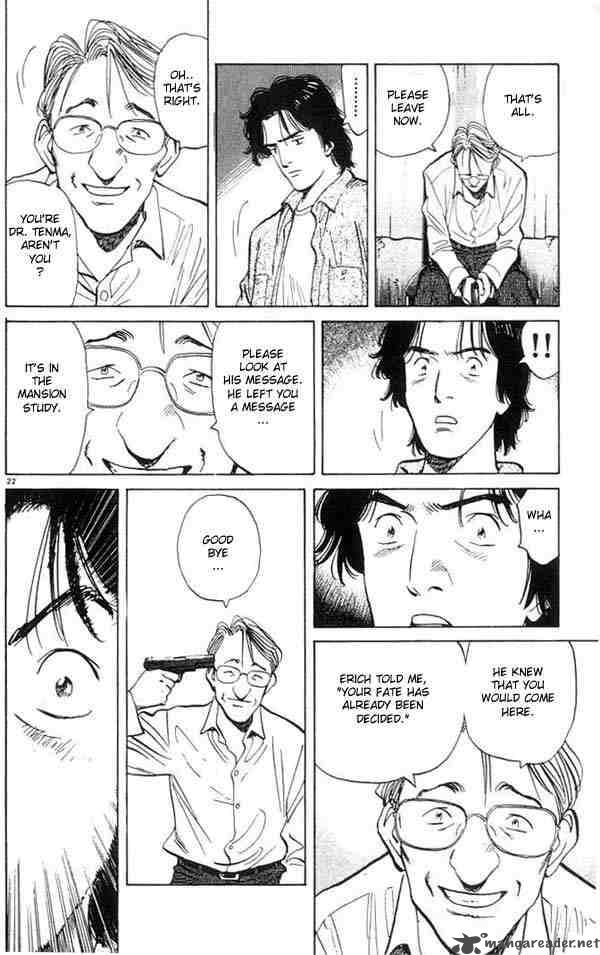 THAT'S
ALL.
PLEASE
LEAVE
NOW.
..........
OH..
THAT'S
RIGHT.
YOU'RE
DR. TENMA,
AREN'T
YOU
?
!!
PLEASE
LOOK AT
HIS MESSAGE.
HE LEFT YOU
A MESSAGE
...
IT'S IN
THE
MANSION
STUDY.
22
WHA
...
HE KNEW
THAT YOU
WOULD COME
HERE.
ERICH TOLD ME,
"YOUR FATE HAS
ALREADY BEEN
DECIDED."
GOOD
BYE
...
mangareader.net